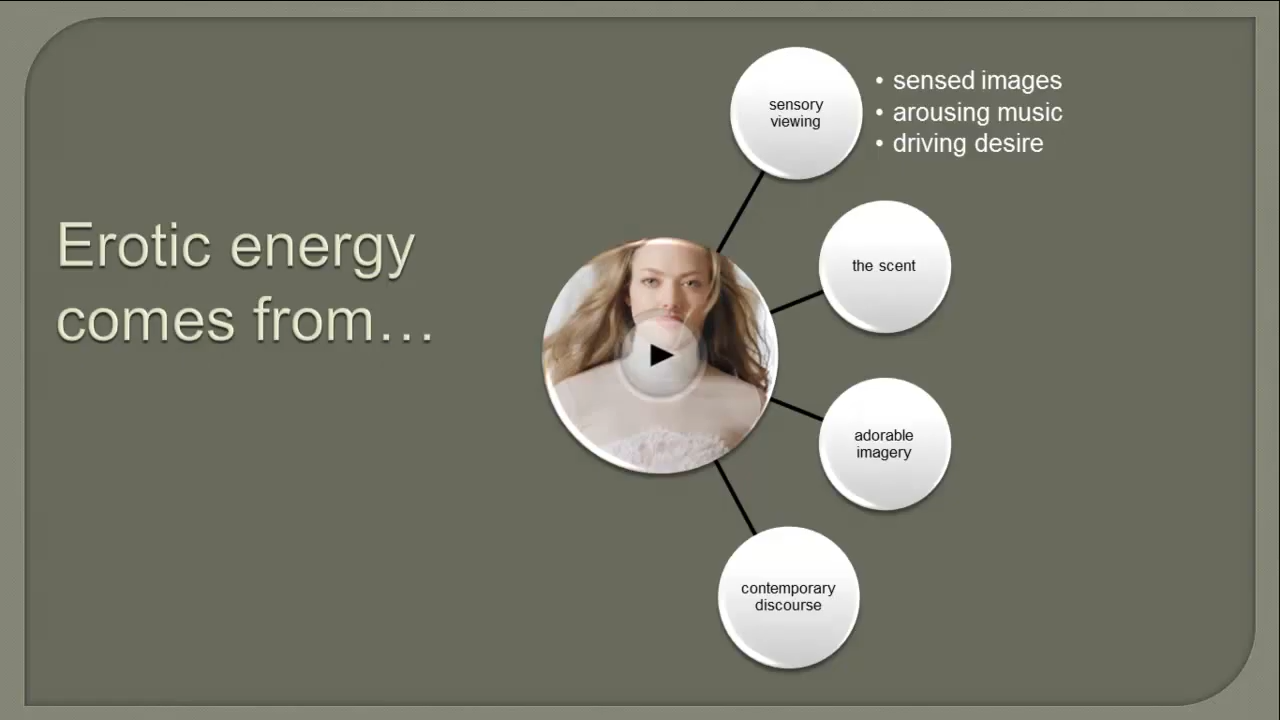 Erotic energy
comes from…
sensory
viewing
• sensed images
• arousing music
• driving desire
the scent
adorable
imagery
contemporary
discourse